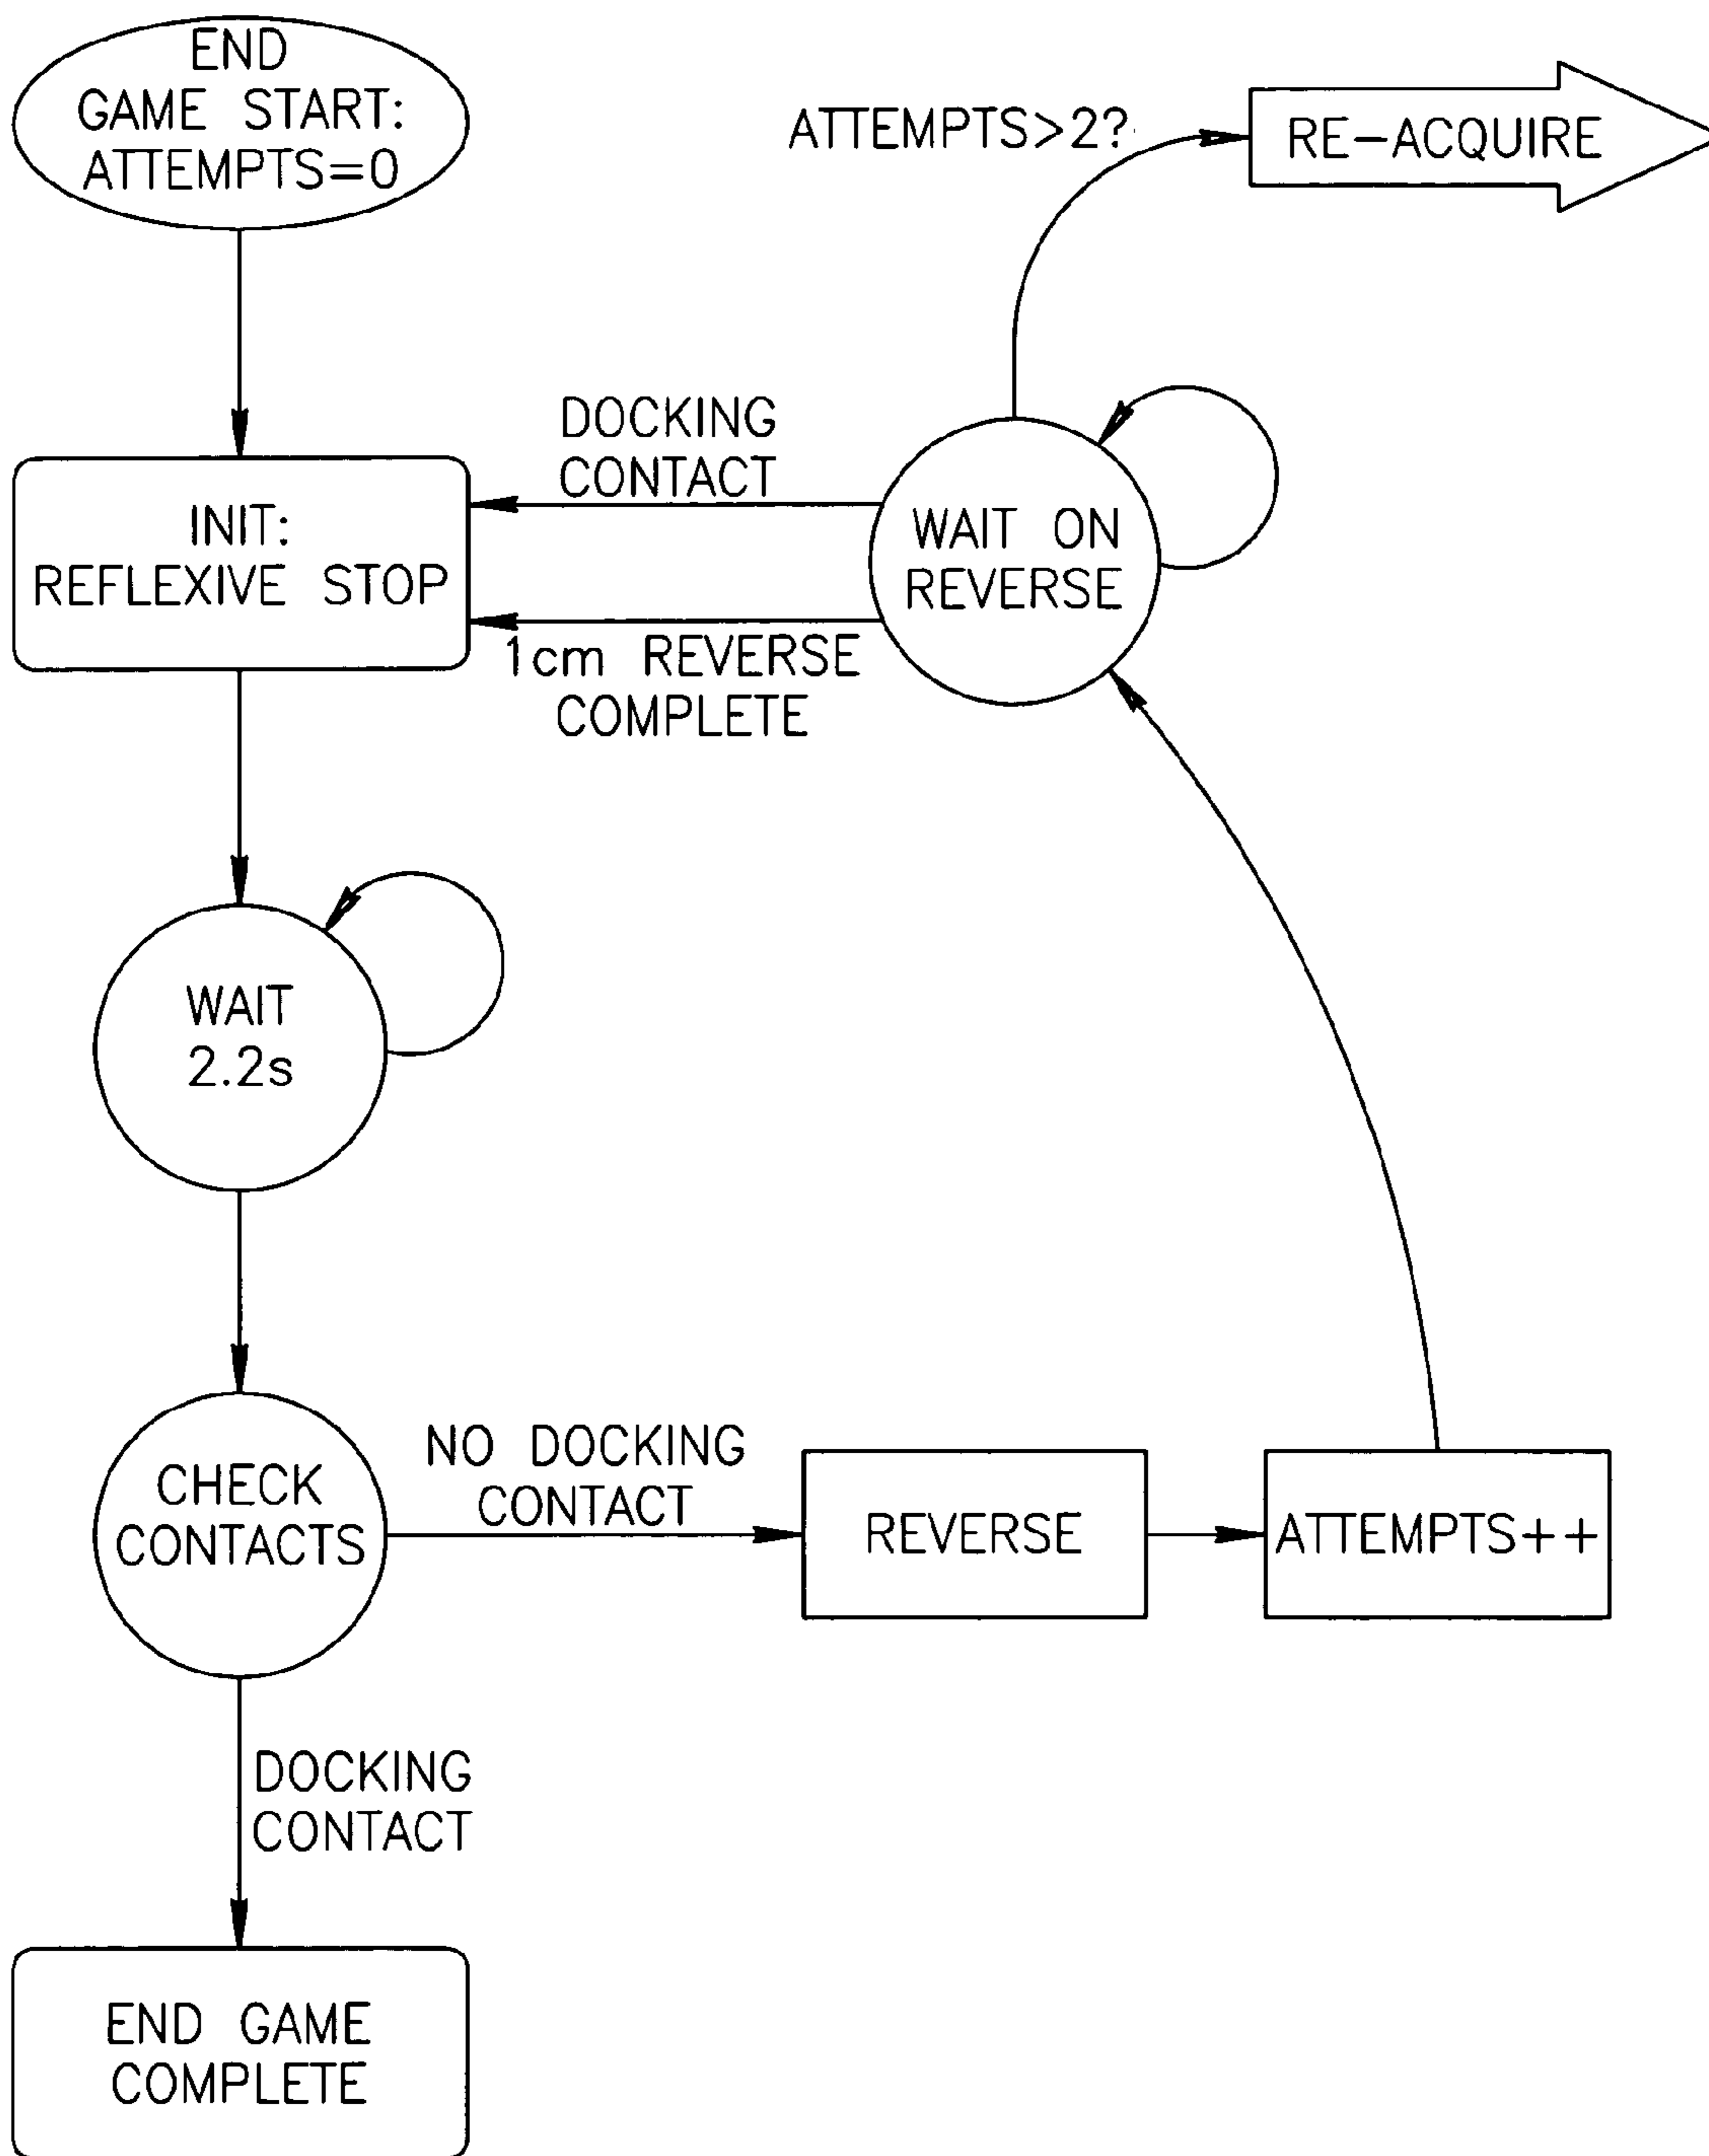 END
GAME START:
ATTEMPTS=0
ATTEMPTS>2?
RE-ACQUIRE
DOCKING
CONTACT
INIT:
REFLEXIVE STOP
WAIT ON
REVERSE
1cm REVERSE
COMPLETE
WAIT
2.2s
CHECK
CONTACTS
NO DOCKING
CONTACT
REVERSE
ATTEMPTS++
DOCKING
CONTACT
END GAME
COMPLETE